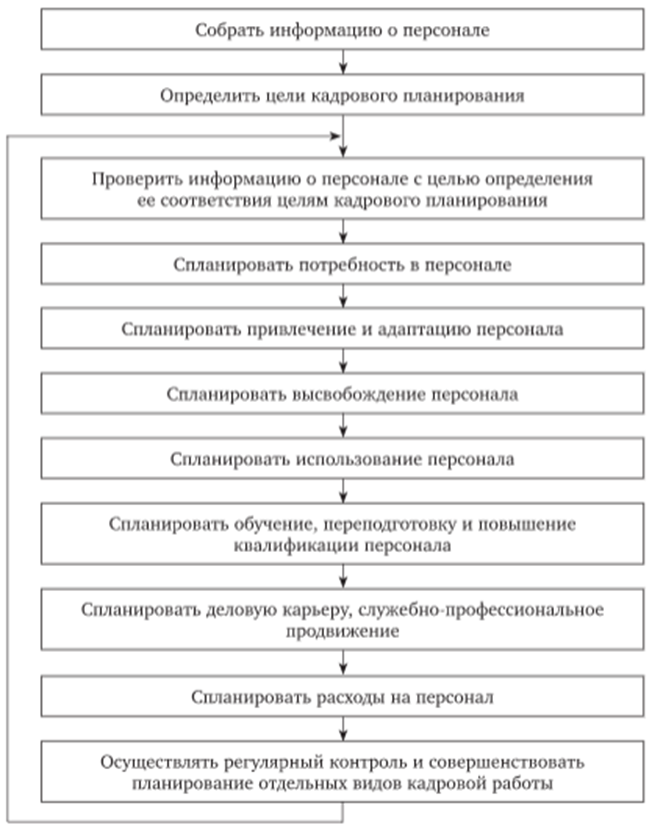 Собрать информацию о персонале
Определить цели кадрового планирования
Проверить информацию о персонале с целью определения
ее соответствия целям кадрового планирования
Спланировать потребность в персонале
Спланировать привлечение и адаптацию персонала
Спланировать высвобождение персонала
Спланировать использование персонала
Спланировать обучение, переподготовку и повышение
квалификации персонала
Спланировать деловую карьеру, служебно-профессиональное
продвижение
Спланировать расходы на персонал
Осуществлять регулярный контроль и совершенствовать
планирование отдельных видов кадровой работы